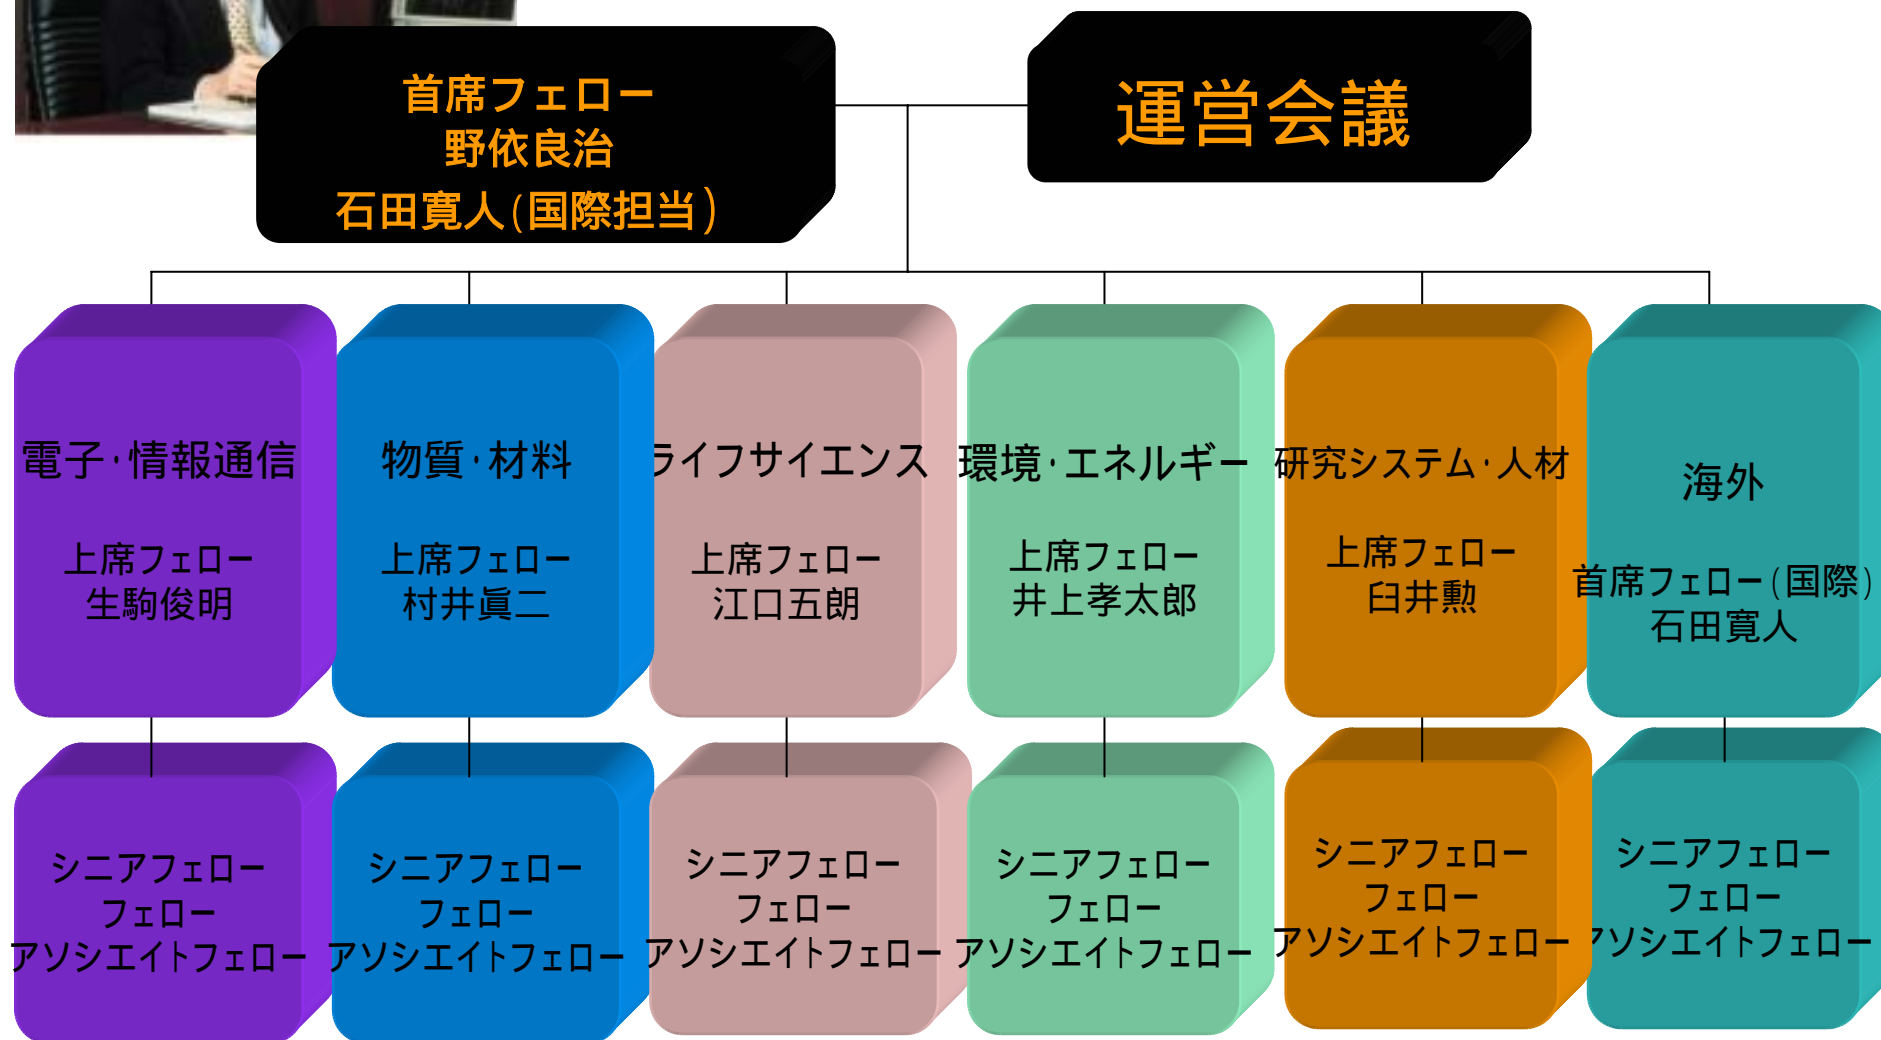 首席フェロー
野依良治
石田寛人(国際担当)
運営会議
電子・情報通信
上席フェロー
生駒俊明
物質・材料
上席フェロー
村井眞二
ライフサイエンス
上席フェロー
江口五朗
環境・エネルギー
上席フェロー
井上孝太郎
研究システム・人材
上席フェロー
臼井勲
海外
首席フェロー(国際)
石田寛人
シニアフェロー
フェロー
アソシエイトフェロー
シニアフェロー
フェロー
アソシエイトフェロー
シニアフェロー
フェロー
アソシエイトフェロー
シニアフェロー
フェロー
アソシエイトフェロー
シニアフェロー
フェロー
アソシエイトフェロー
シニアフェロー
フェロー
アソシエイトフェロー